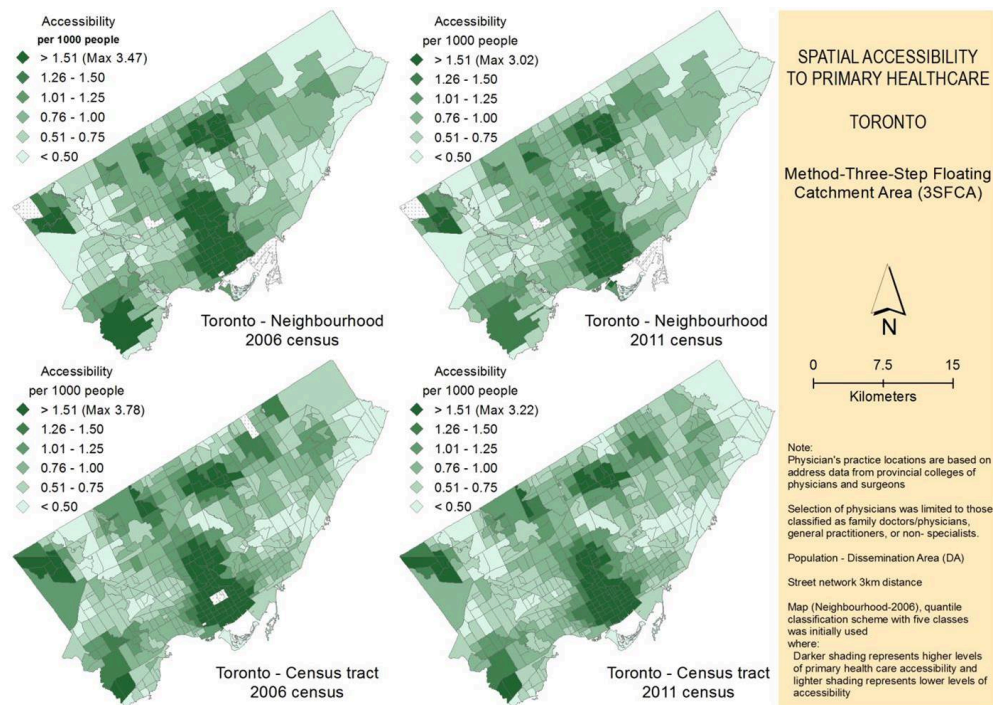 Accessibility
per 1000 people
> 1.51 (Max 3.47)
1.26 - 1.50
1.01 - 1.25
0.76 - 1.00
0.51 - 0.75
< 0.50
Toronto - Neighbourhood
2006 census
Accessibility
per 1000 people
> 1.51 (Max 3.02)
1.26 - 1.50
1.01 - 1.25
0.76 - 1.00
0.51 - 0.75
< 0.50
Toronto - Neighbourhood
2011 census
Accessibility
per 1000 people
> 1.51 (Max 3.78)
1.26 - 1.50
1.01 - 1.25
0.76 - 1.00
0.51 - 0.75
< 0.50
Toronto - Census tract
2006 census
Accessibility
per 1000 people
> 1.51 (Max 3.22)
1.26 - 1.50
1.01 - 1.25
0.76 - 1.00
0.51 - 0.75
< 0.50
Toronto - Census tract
2011 census
SPATIAL ACCESSIBILITY
TO PRIMARY HEALTHCARE
TORONTO
Method-Three-Step Floating
Catchment Area (3SFCA)
N
0 7.5 15
Kilometers
Note:
Physician's practice locations are based on
address data from provincial colleges of
physicians and surgeons
Selection of physicians was limited to those
classified as family doctors/physicians,
general practitioners, or non- specialists.
Population - Dissemination Area (DA)
Street network 3km distance
Map (Neighbourhood-2006), quantile
classification scheme with five classes
was initially used
where:
Darker shading represents higher levels
of primary health care accessibility and
lighter shading represents lower levels of
accessibility